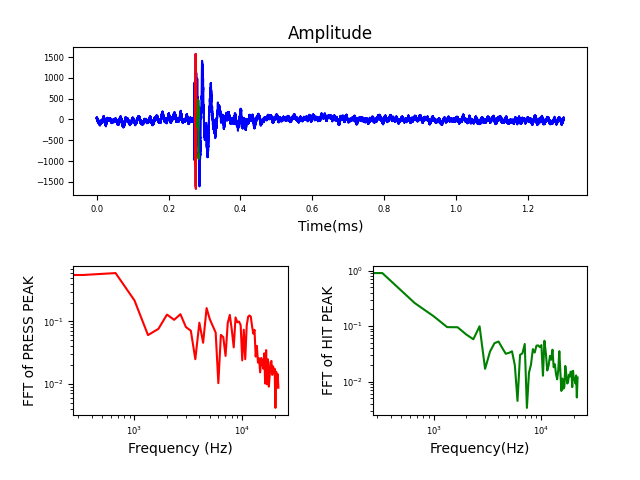 Amplitude
1500
1000
500
0
−500
−1000
−1500
0.0 0.2 0.4 0.6 0.8 1.0 1.2
Time(ms)
FFT of PRESS PEAK
10⁻¹
10⁻²
10³ 10⁴
Frequency (Hz)
FFT of HIT PEAK
10⁰
10⁻¹
10⁻²
10³ 10⁴
Frequency(Hz)